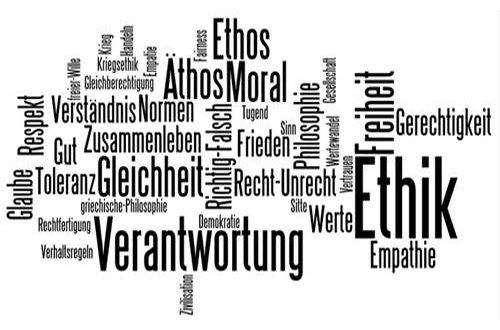 Ethos
Krieg
Handeln
Fairness
Kriegsethik
Empatie
freier-Wille
Gleichberechtigung
Äthos
Moral
Gesellschaft
Respekt
Verständnis
Normen
Richtig-Falsch
Tugend
Philosophie
Freiheit
Gerechtigkeit
Gut
Zusammenleben
Frieden
Sinn
Wertewandel
Glaube
Toleranz
Gleichheit
Recht-Unrecht
Vertrauen
Ethik
griechische-Philosophie
Sitte
Werte
Rechtfertigung
Verantwortung
Demokratie
Verhaltsregeln
Empathie
Zivilisation